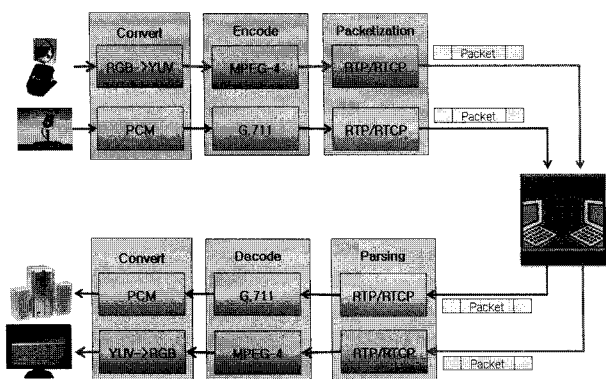 Convert
Encode
Packetization
RGB->YUV
MPEG-4
RTP/RTCP
Packet
PCM
G.711
RTP/RTCP
Packet
Convert
Decode
Parsing
PCM
G.711
RTP/RTCP
Packet
YUV->RGB
MPEG-4
RTP/RTCP
Packet